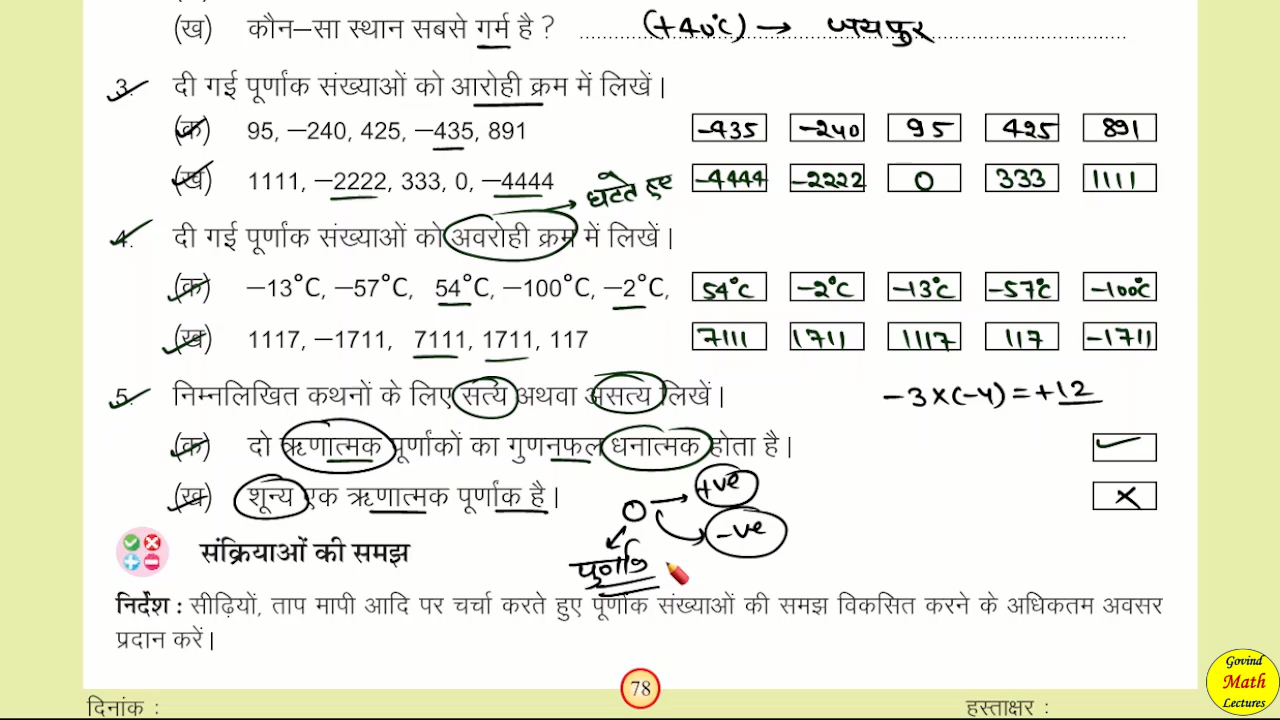 (ख) कौन–सा स्थान सबसे गर्म है ? (+40°C) → जयपुर
3. दी गई पूर्णांक संख्याओं को आरोही क्रम में लिखें।
(क) 95, –240, 425, –435, 891 -435 -240 95 425 891
(ख) 1111, –2222, 333, 0, –4444 -4444 -2222 0 333 1111
घटते हुए
4. दी गई पूर्णांक संख्याओं को अवरोही क्रम में लिखें।
(क) –13°C, –57°C, 54°C, –100°C, –2°C, 54°C -2°C -13°C -57°C -100°C
(ख) 1117, –1711, 7111, 1711, 117 7111 1711 1117 117 -1711
5. निम्नलिखित कथनों के लिए सत्य अथवा असत्य लिखें। -3×(-4)=+12
(क) दो ऋणात्मक पूर्णांकों का गुणनफल धनात्मक होता है। ✓
(ख) शून्य एक ऋणात्मक पूर्णांक है। 0 → +ve ×
-ve
संक्रियाओं की समझ पूर्णांक
निर्देश : सीढ़ियों, ताप मापी आदि पर चर्चा करते हुए पूर्णांक संख्याओं की समझ विकसित करने के अधिकतम अवसर
प्रदान करें।
78
दिनांक : हस्ताक्षर :
Govind
Math
Lectures